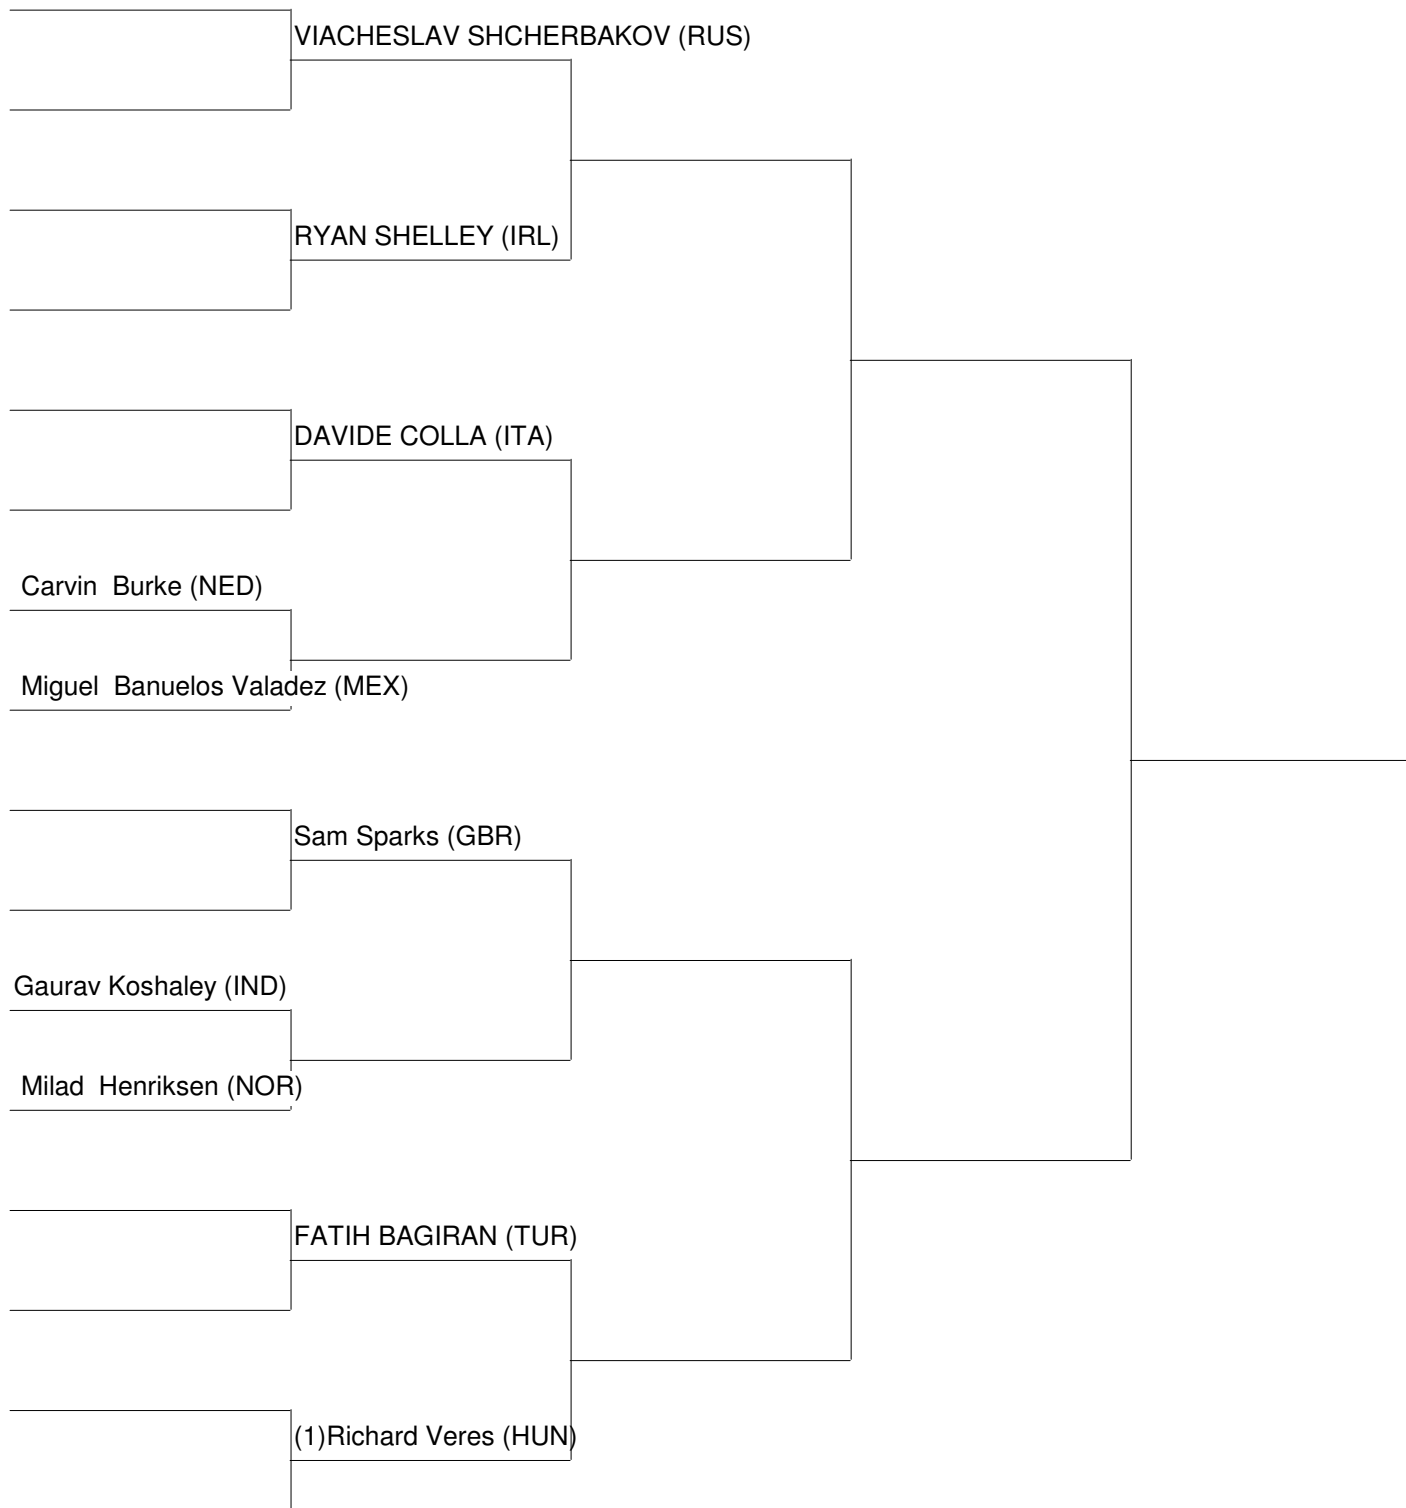 VIACHESLAV SHCHERBAKOV (RUS)
RYAN SHELLEY (IRL)
DAVIDE COLLA (ITA)
Carvin  Burke (NED)
Miguel  Banuelos Valadez (MEX)
Sam Sparks (GBR)
Gaurav Koshaley (IND)
Milad  Henriksen (NOR)
FATIH BAGIRAN (TUR)
(1)Richard Veres (HUN)